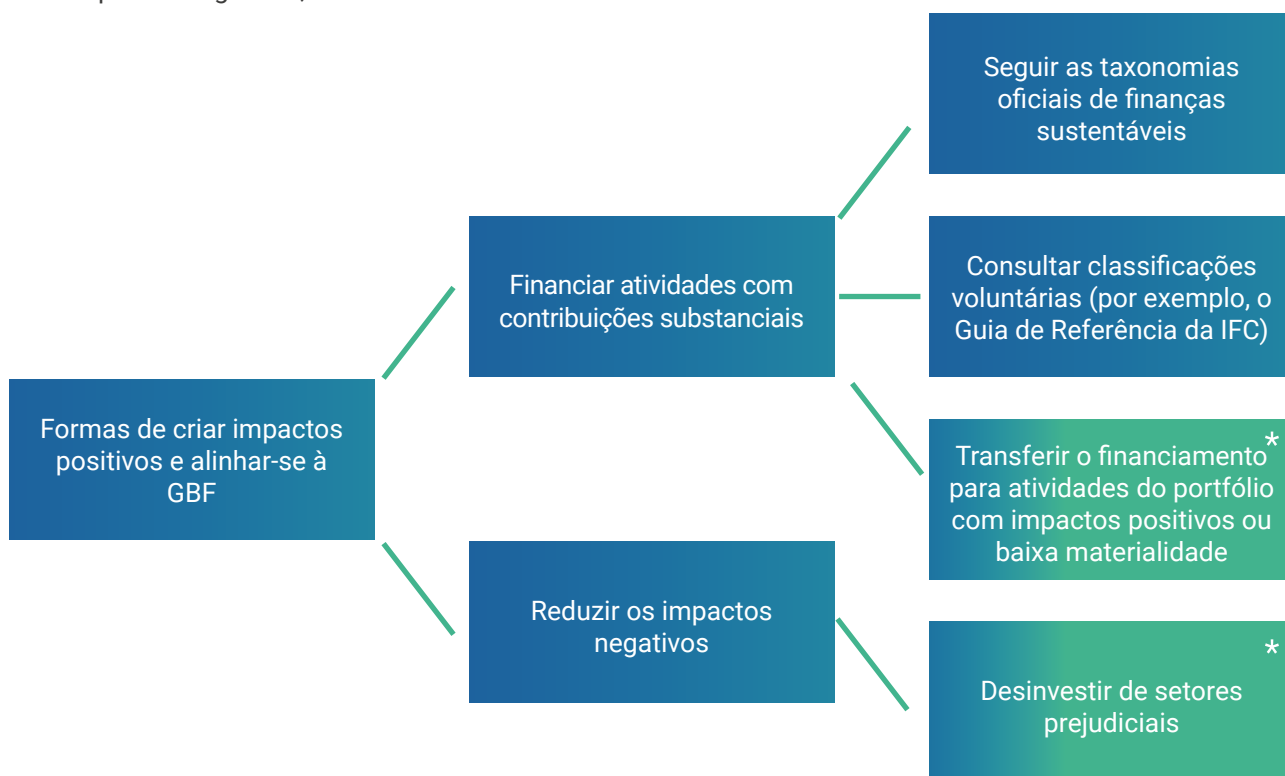 Formas de criar impactos
positivos e alinhar-se à
GBF
Financiar atividades com
contribuições substanciais
Reduzir os impactos
negativos
Seguir as taxonomias
oficiais de finanças
sustentáveis
Consultar classificações
voluntárias (por exemplo, o
Guia de Referência da IFC)
Transferir o financiamento*
para atividades do portfólio
com impactos positivos ou
baixa materialidade
*
Desinvestir de setores
prejudiciais